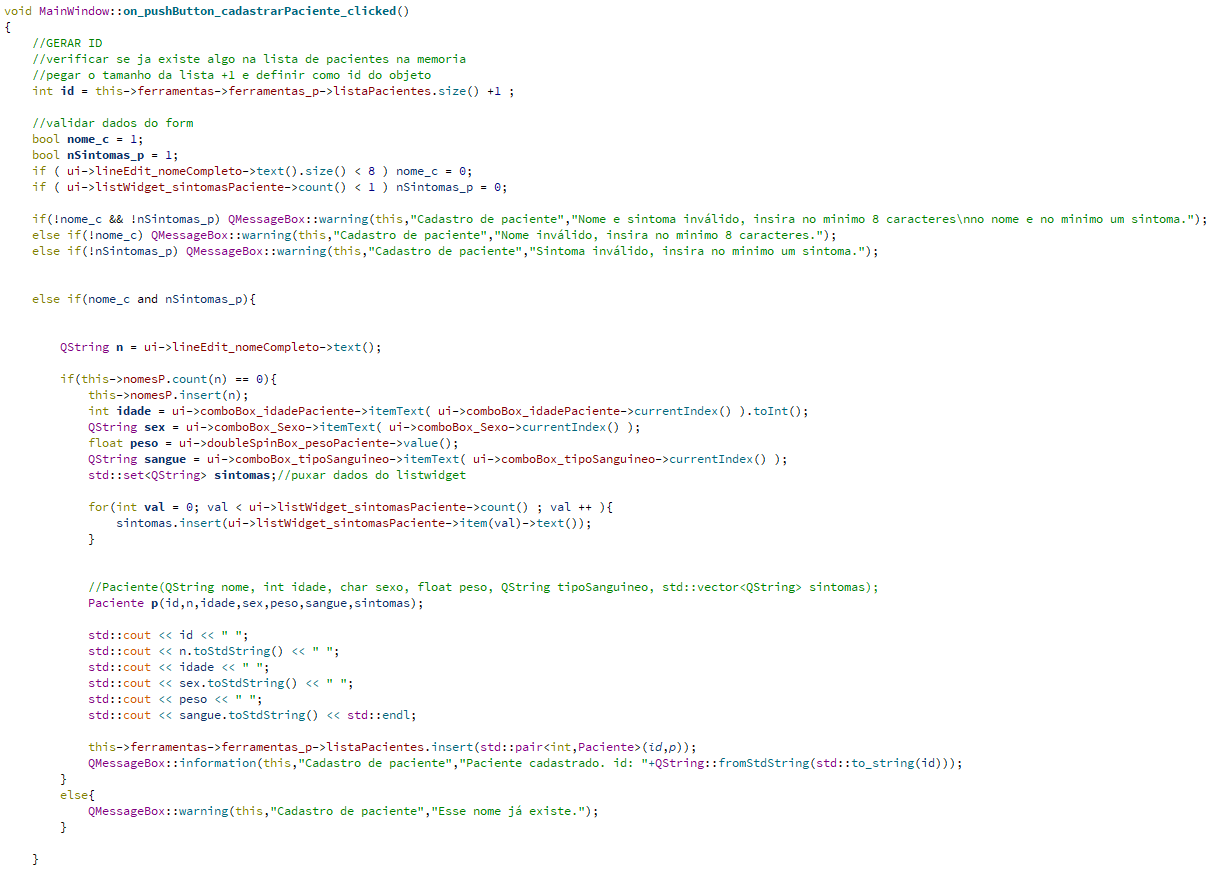 void MainWindow::on_pushButton_cadastrarPaciente_clicked()
{
    //GERAR ID
    //verificar se ja existe algo na lista de pacientes na memoria
    //pegar o tamanho da lista +1 e definir como id do objeto
    int id = this->ferramentas->ferramentas_p->listaPacientes.size() +1 ;

    //validar dados do form
    bool nome_c = 1;
    bool nSintomas_p = 1;
    if ( ui->lineEdit_nomeCompleto->text().size() < 8 ) nome_c = 0;
    if ( ui->listWidget_sintomasPaciente->count() < 1 ) nSintomas_p = 0;

    if(!nome_c && !nSintomas_p) QMessageBox::warning(this,"Cadastro de paciente","Nome e sintoma inválido, insira no minimo 8 caracteres\nno nome e no minimo um sintoma.");
    else if(!nome_c) QMessageBox::warning(this,"Cadastro de paciente","Nome inválido, insira no minimo 8 caracteres.");
    else if(!nSintomas_p) QMessageBox::warning(this,"Cadastro de paciente","Sintoma inválido, insira no minimo um sintoma.");


    else if(nome_c and nSintomas_p){


        QString n = ui->lineEdit_nomeCompleto->text();

        if(this->nomesP.count(n) == 0){
            this->nomesP.insert(n);
            int idade = ui->comboBox_idadePaciente->itemText( ui->comboBox_idadePaciente->currentIndex() ).toInt();
            QString sex = ui->comboBox_Sexo->itemText( ui->comboBox_Sexo->currentIndex() );
            float peso = ui->doubleSpinBox_pesoPaciente->value();
            QString sangue = ui->comboBox_tipoSanguineo->itemText( ui->comboBox_tipoSanguineo->currentIndex() );
            std::set<QString> sintomas;//puxar dados do listwidget

            for(int val = 0; val < ui->listWidget_sintomasPaciente->count() ; val ++ ){
                sintomas.insert(ui->listWidget_sintomasPaciente->item(val)->text());
            }


            //Paciente(QString nome, int idade, char sexo, float peso, QString tipoSanguineo, std::vector<QString> sintomas);
            Paciente p(id,n,idade,sex,peso,sangue,sintomas);

            std::cout << id << " ";
            std::cout << n.toStdString() << " ";
            std::cout << idade << " ";
            std::cout << sex.toStdString() << " ";
            std::cout << peso << " ";
            std::cout << sangue.toStdString() << std::endl;

            this->ferramentas->ferramentas_p->listaPacientes.insert(std::pair<int,Paciente>(id,p));
            QMessageBox::information(this,"Cadastro de paciente","Paciente cadastrado. id: "+QString::fromStdString(std::to_string(id)));
        }
        else{
            QMessageBox::warning(this,"Cadastro de paciente","Esse nome já existe.");
        }

    }